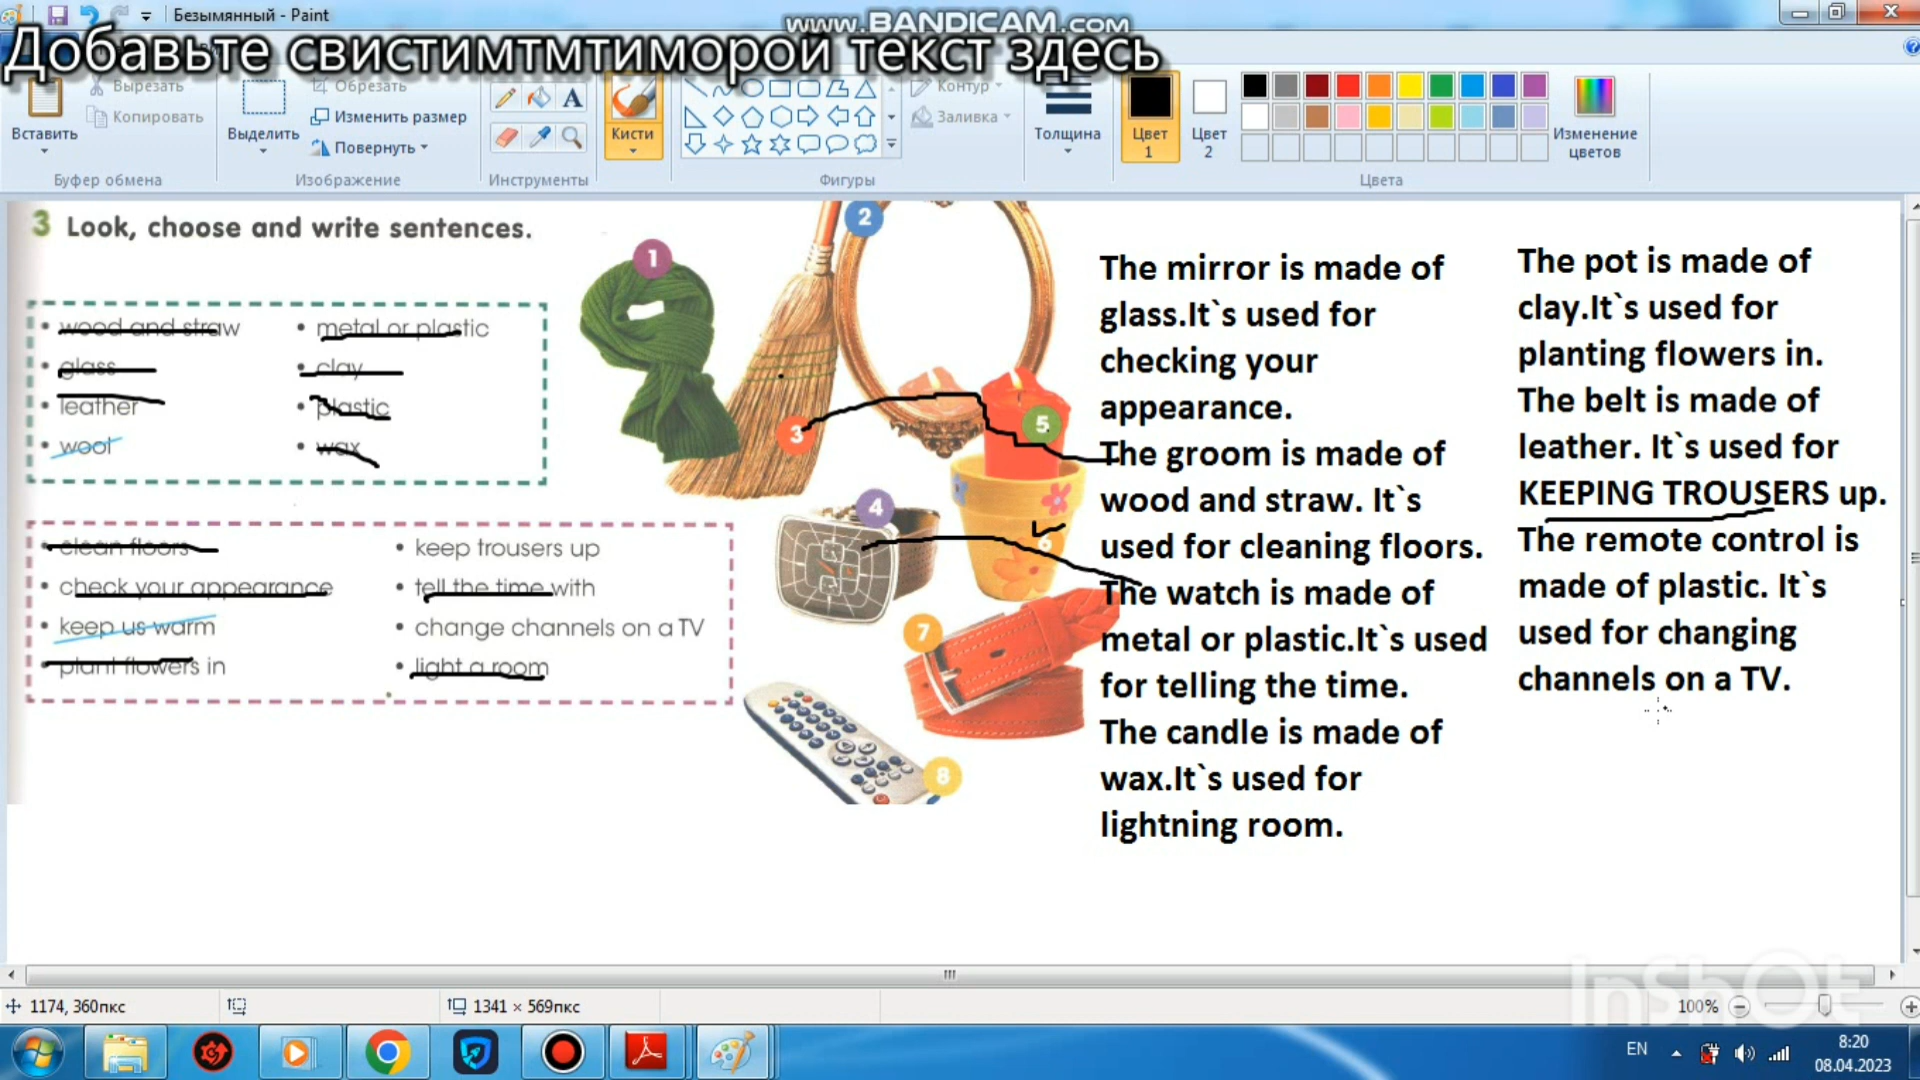 Безымянный - Paint
www.BANDICAM.com
Добавьте свистимтмтиморой текст здесь
Вставить
Вырезать
Копировать
Буфер обмена
Выделить
Обрезать
Изменить размер
Повернуть
Изображение
Инструменты
Кисти
Фигуры
Контур
Заливка
Толщина
Цвет 1
Цвет 2
Изменение цветов
Цвета
3 Look, choose and write sentences.
• wood and straw
• glass
• leather
• wool
• metal or plastic
• clay
• plastic
• wax
• clean floors
• check your appearance
• keep us warm
• plant flowers in
• keep trousers up
• tell the time with
• change channels on a TV
• light a room
1
2
3
4
5
6
7
8
The mirror is made of
glass.It`s used for
checking your
appearance.
The groom is made of
wood and straw. It`s
used for cleaning floors.
The watch is made of
metal or plastic.It`s used
for telling the time.
The candle is made of
wax.It`s used for
lightning room.
The pot is made of
clay.It`s used for
planting flowers in.
The belt is made of
leather. It`s used for
KEEPING TROUSERS up.
The remote control is
made of plastic. It`s
used for changing
channels on a TV.
InShOt
1174, 360пкс
1341 × 569пкс
100%
EN
8:20
08.04.2023